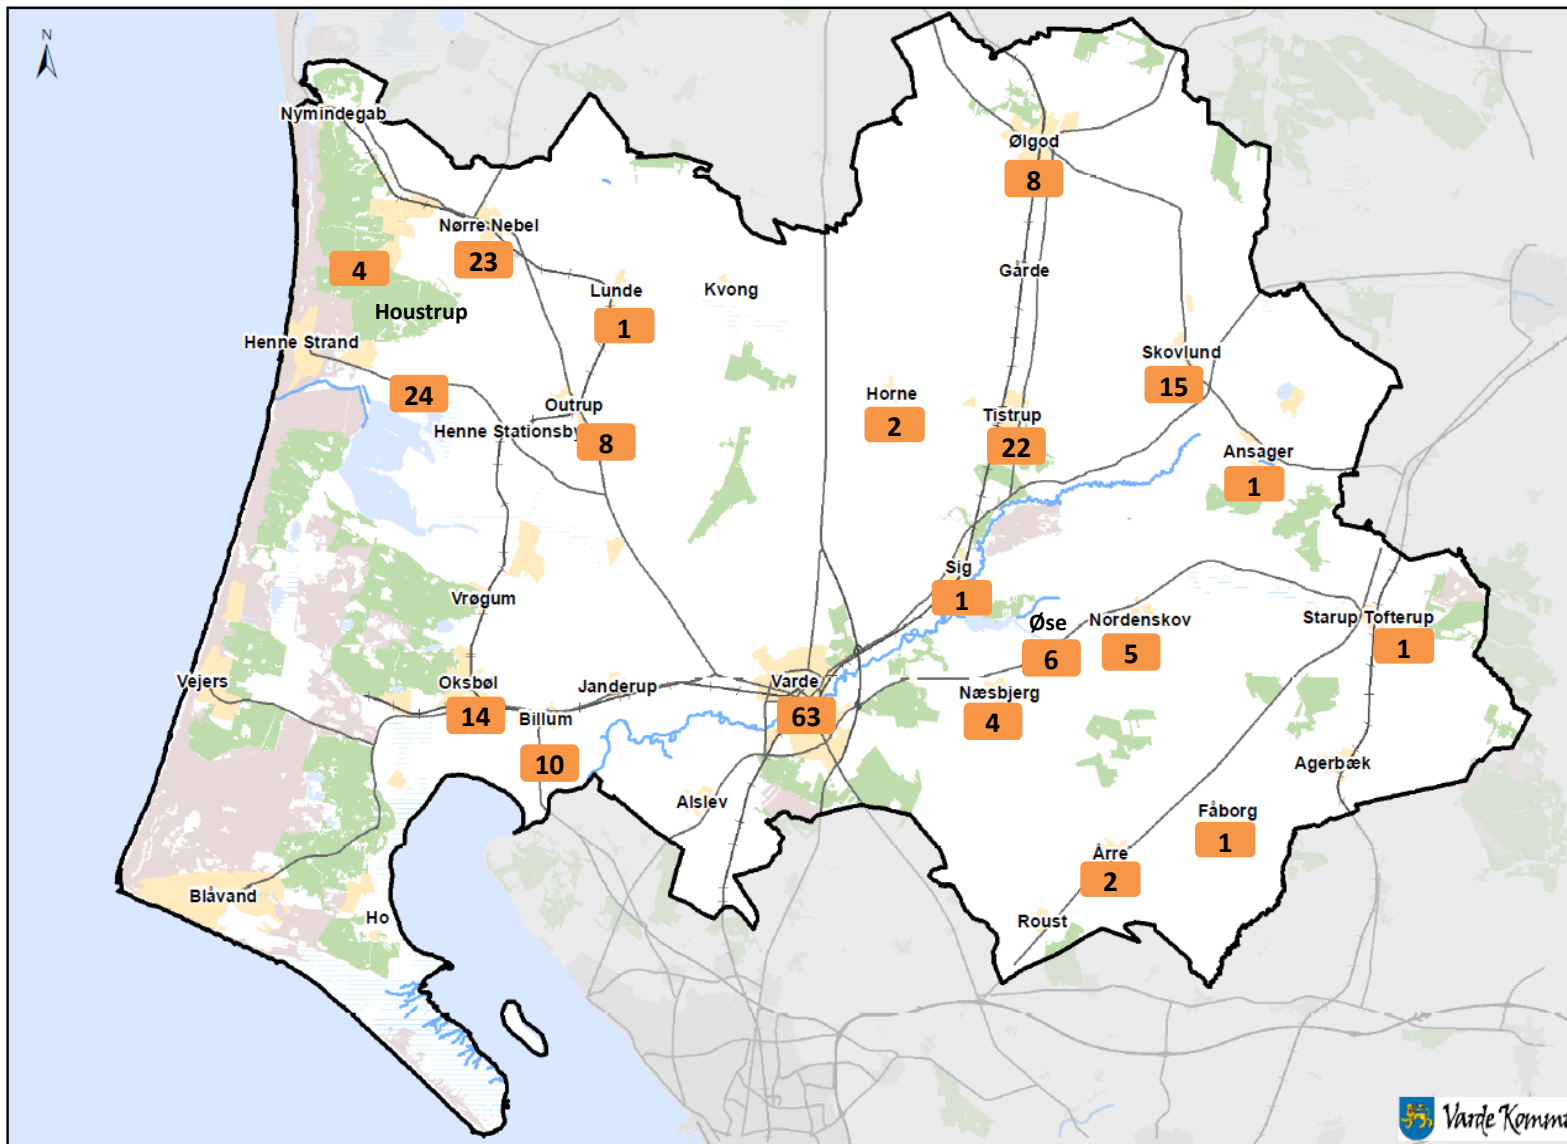 N
Nymindegab
Ølgod
8
Nørre Nebel
23
4
Gårde
Lunde
Kvong
1
Houstrup
Henne Strand
Skovlund
15
24
Horne
2
Outrup
Tistrup
22
Henne Stationsby
8
Ansager
1
Sig
1
Vrøgum
Øse
6
Nordenskov
5
Starup Tofterup
1
Vejers
Oksbøl
14
Janderup
Varde
63
Næsbjerg
4
Billum
10
Agerbæk
Alslev
Fåborg
1
Årre
2
Blåvand
Ho
Roust
Varde Kommu